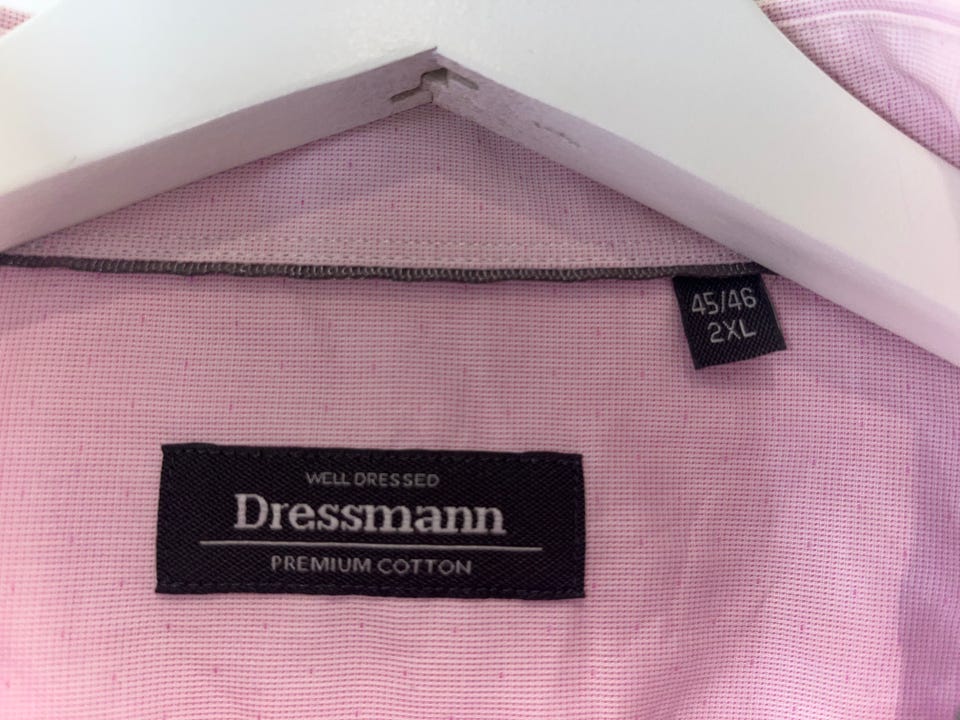 45/46
2XL
WELL DRESSED
Dressmann
PREMIUM COTTON